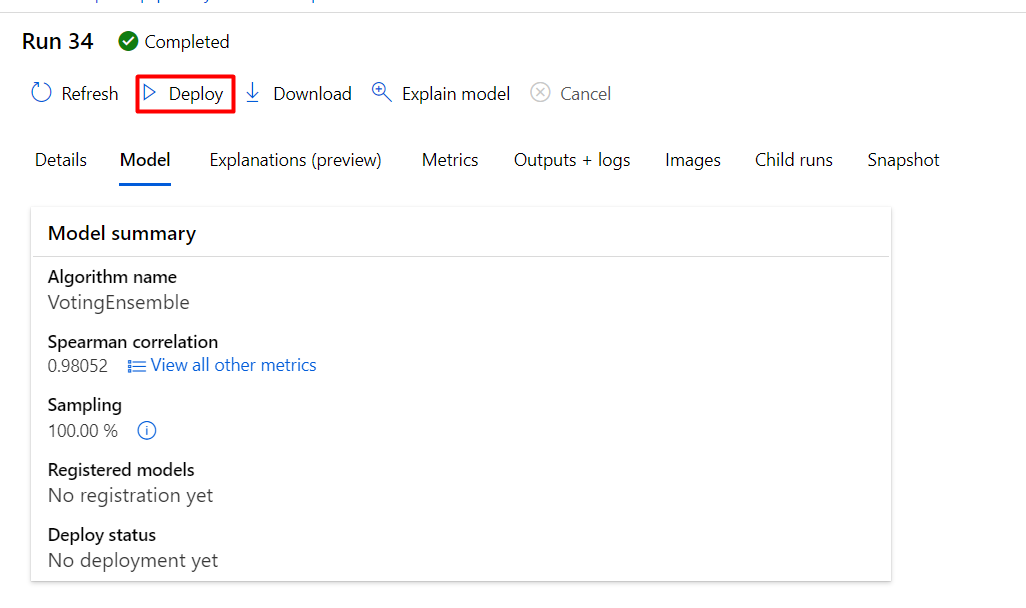 Run 34 Completed
Refresh Deploy Download Explain model Cancel
Details Model Explanations (preview) Metrics Outputs + logs Images Child runs Snapshot
Model summary
Algorithm name
VotingEnsemble
Spearman correlation
0.98052 View all other metrics
Sampling
100.00 %
Registered models
No registration yet
Deploy status
No deployment yet